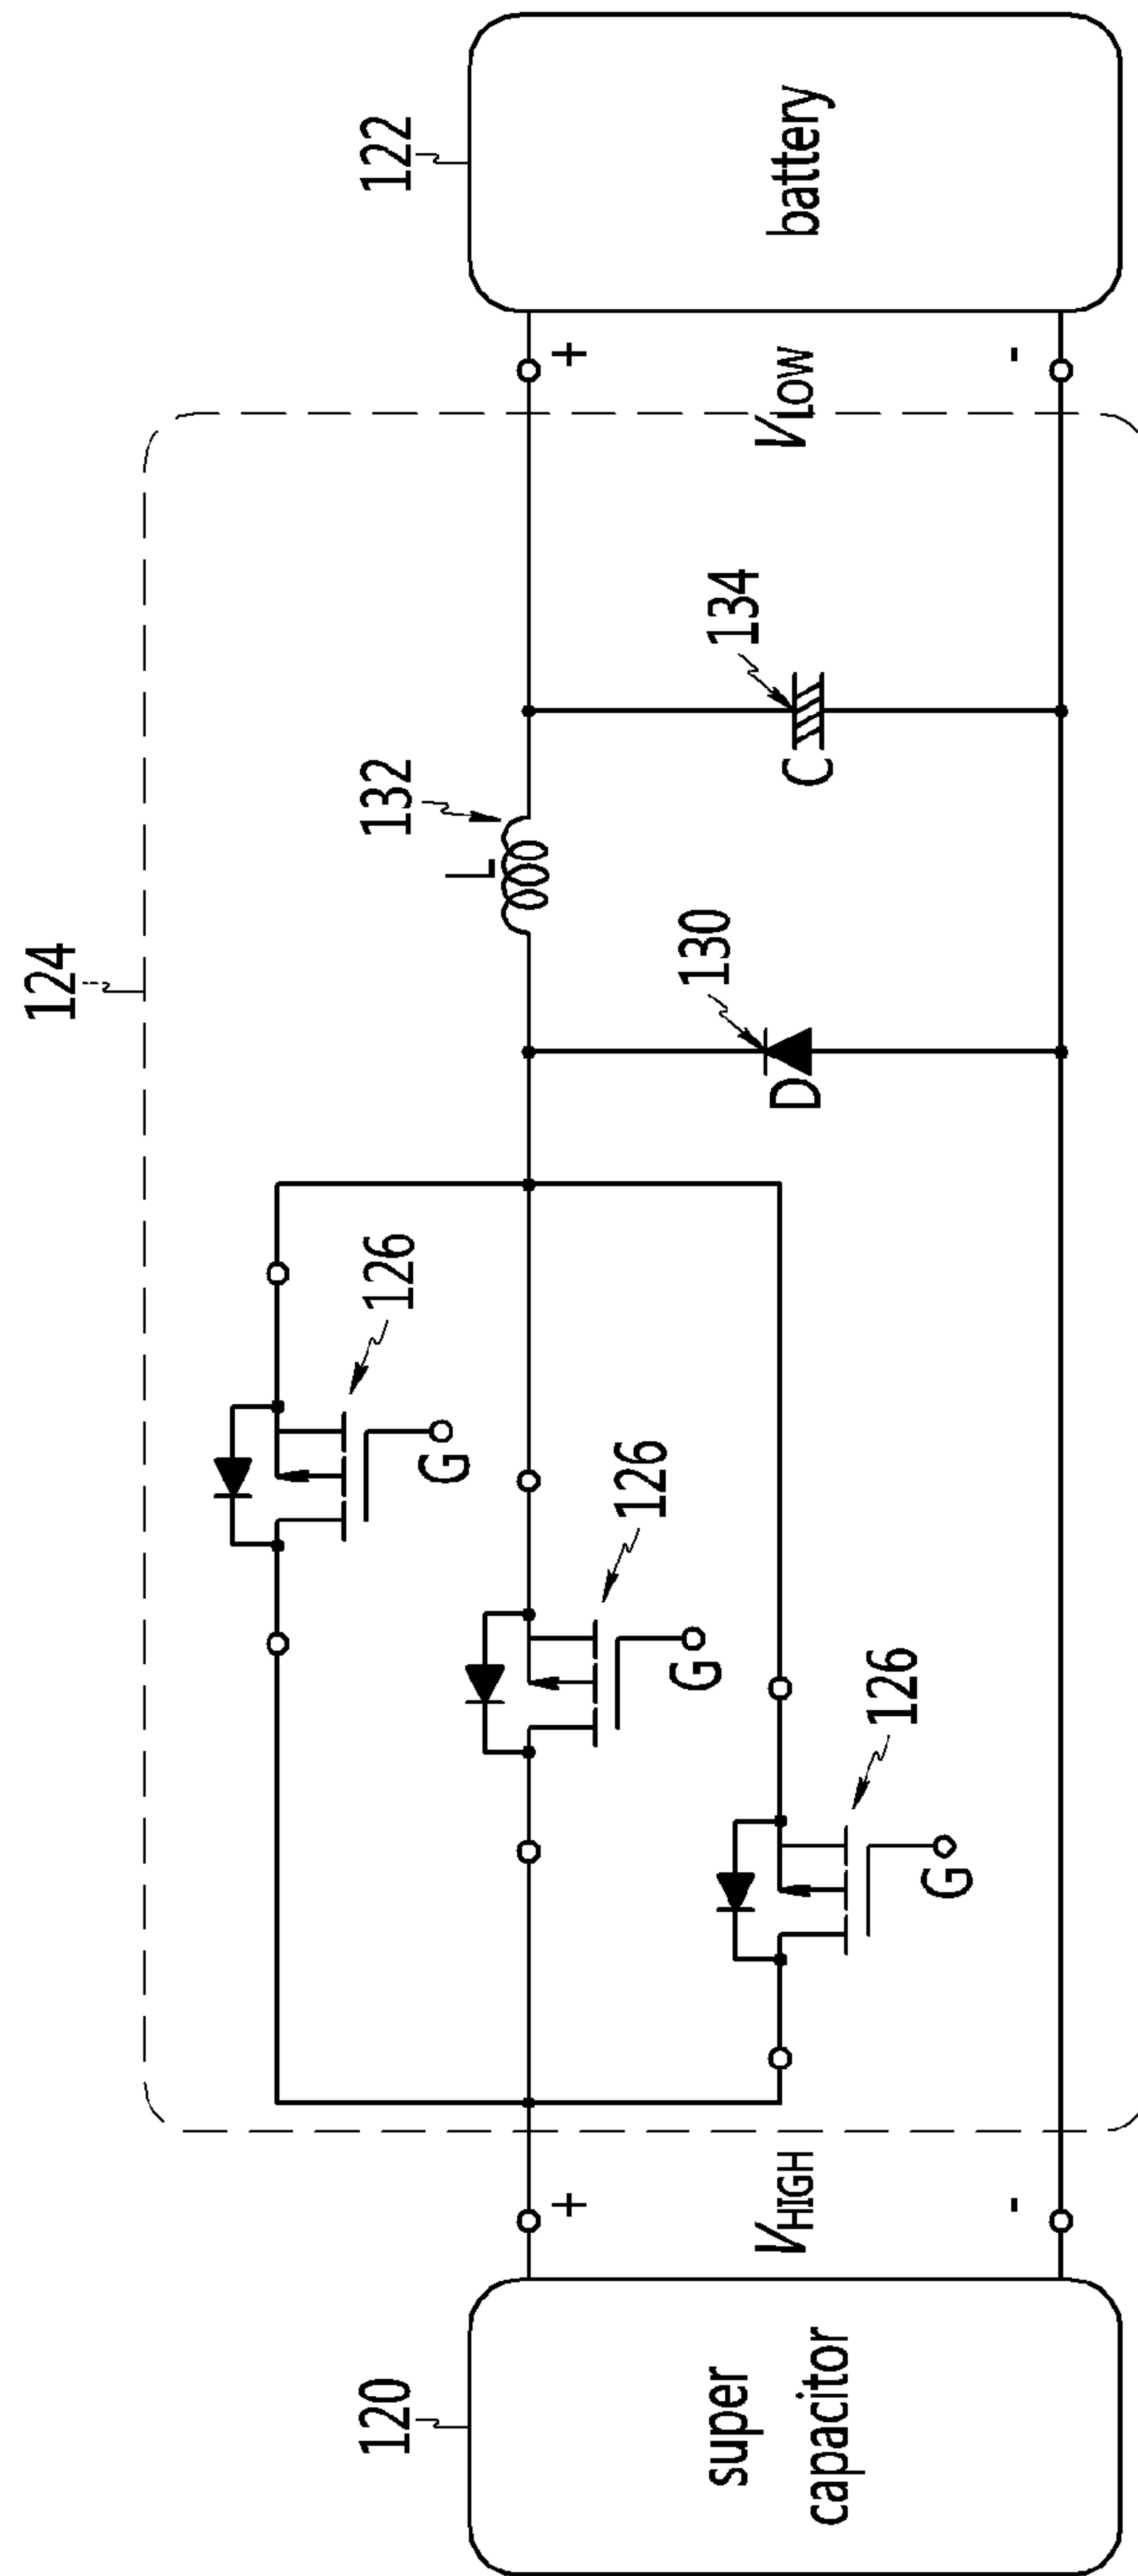 124
120
super
capacitor
+
VHIGH
-
126
G
126
G
126
G
130
D
132
L
134
C
+
VLOW
-
122
battery